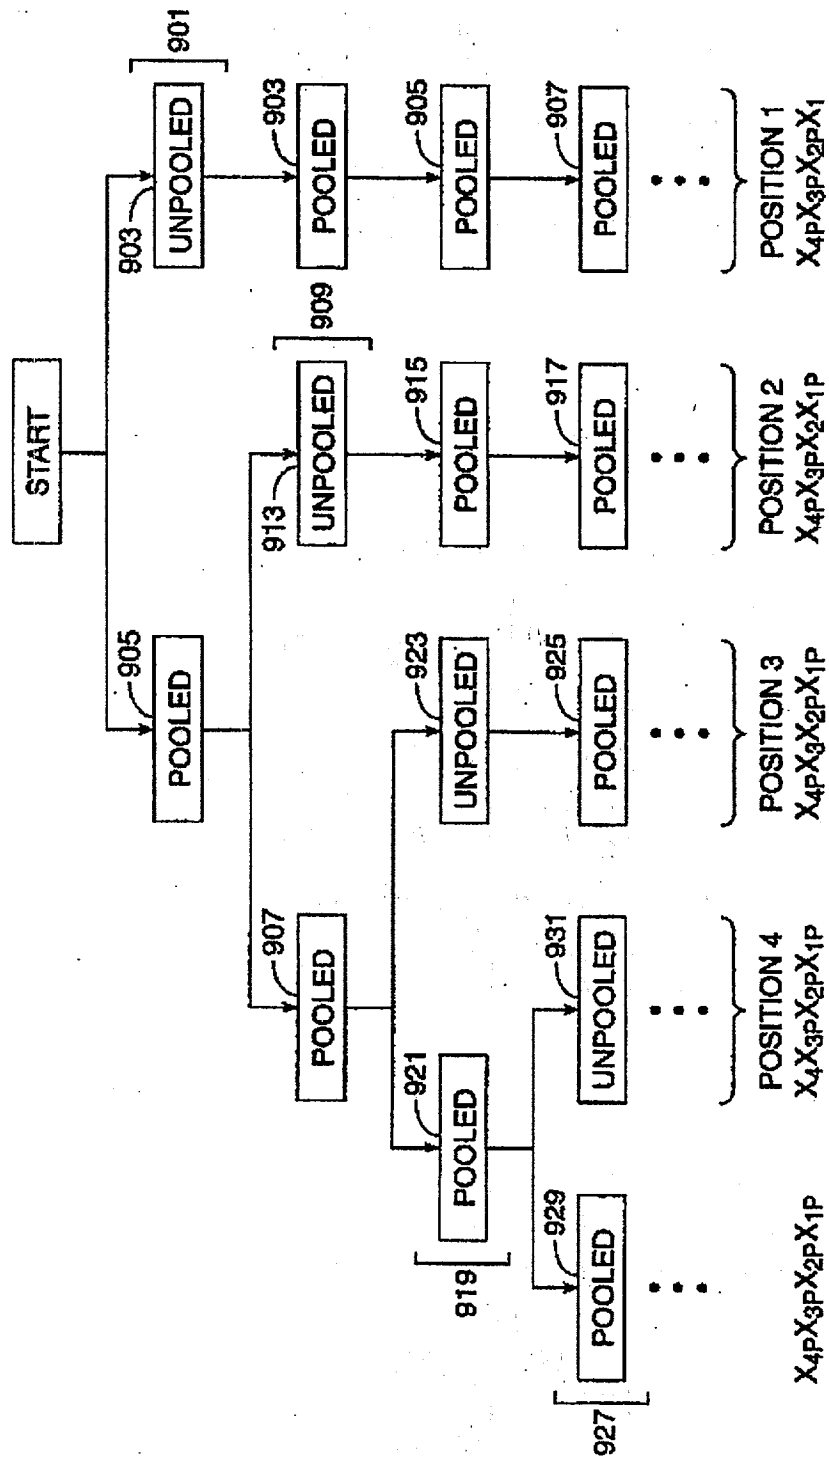 START
901
903
UNPOOLED
905
POOLED
909
903
POOLED
913
UNPOOLED
907
POOLED
905
POOLED
915
POOLED
923
UNPOOLED
921
POOLED
919
907
POOLED
917
POOLED
925
POOLED
931
UNPOOLED
929
POOLED
927
POSITION 4
POSITION 3
POSITION 2
POSITION 1
X4PX3PX2PX1P
X4X3PX2PX1P
X4PX3X2PX1P
X4PX3PX2X1P
X4PX3PX2PX1